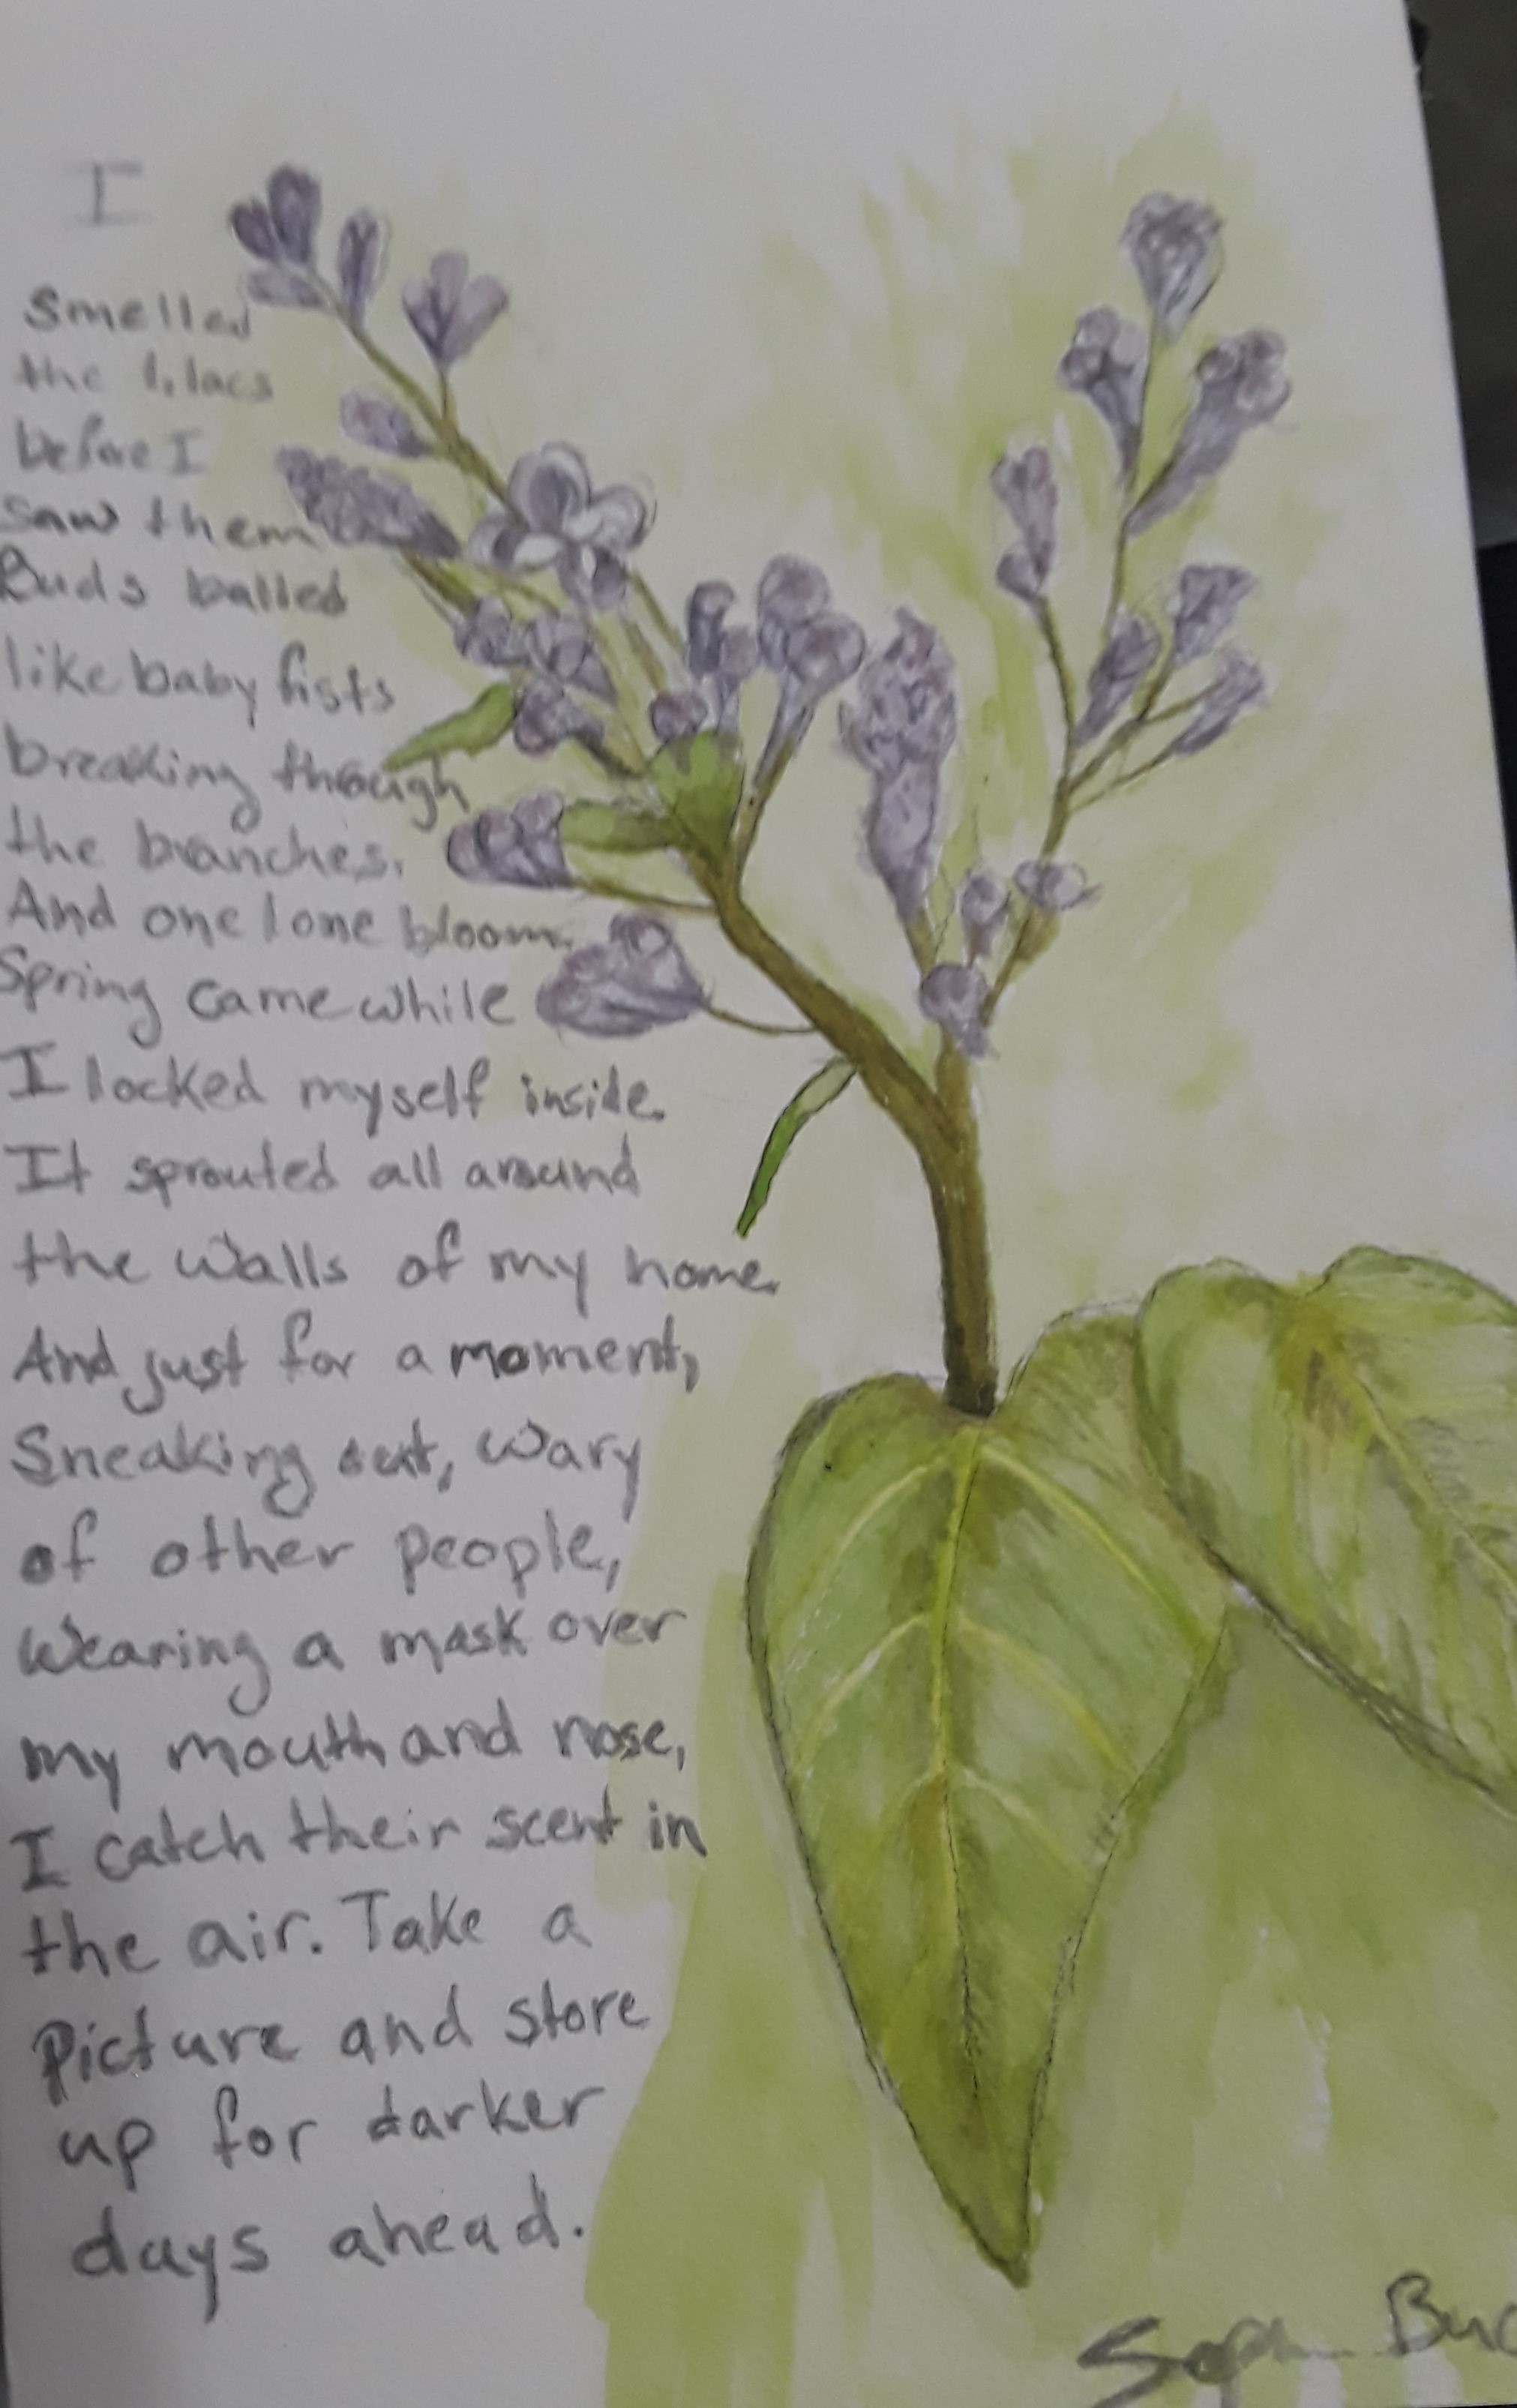 I
Smelled
the lilacs
before I
saw them
Buds balled
like baby fists
breaking through
the branches.
And one lone bloom.
Spring came while
I locked myself inside.
It sprouted all around
the walls of my home.
And just for a moment,
Sneaking out, wary
of other people,
Wearing a mask over
my mouth and nose,
I catch their scent in
the air. Take a
Picture and store
up for darker
days ahead.